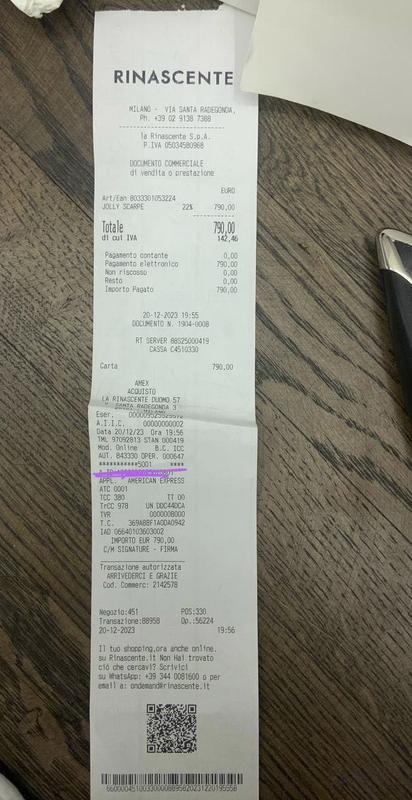 RINASCENTE
MILANO - VIA SANTA RADEGONDA,
Ph. +39 02 9138 7388
la Rinascente S.p.A.
P.IVA 05034580968
DOCUMENTO COMMERCIALE
di vendita o prestazione
EURO
Art/Ean 8033301053224
JOLLY SCARPE 22% 790,00
Totale 790,00
di cui IVA 142,46
Pagamento contante 0,00
Pagamento elettronico 790,00
Non riscosso 0,00
Resto 0,00
Importo Pagato 790,00
20-12-2023 19:55
DOCUMENTO N. 1904-0008
RT SERVER 88S25000419
CASSA C4510330
Carta 790,00
AMEX
ACQUISTO
LA RINASCENTE DUOMO 57
SANTA RADEGONDA 3
MILANO
Eser.
A.I.I.C. 00000000002
Data 20/12/23 Ora 19:56
TML 97092813 STAN 000419
Mod. Online B.C. ICC
AUT. 843330 OPER. 000647
***********5001 ****
APPL. AMERICAN EXPRESS
ATC 0001
TCC 380 TT 00
TrCC 978 UN DDC44DCA
TVR 0000008000
T.C. 369ABBF1A0DA0942
IAD 06640103603002
IMPORTO EUR 790,00
C/M SIGNATURE - FIRMA
Transazione autorizzata
ARRIVEDERCI E GRAZIE
Cod. Commerc: 2142578
Negozio:451 POS:330
Transazione:88958 Op.:56224
20-12-2023 19:56
Il tuo shopping,ora anche online.
su Rinascente.it Non Hai trovato
ciò che cercavi? Scrivici
su WhatsApp: +39 344 0081600 o per
email a: ondemand@rinascente.it